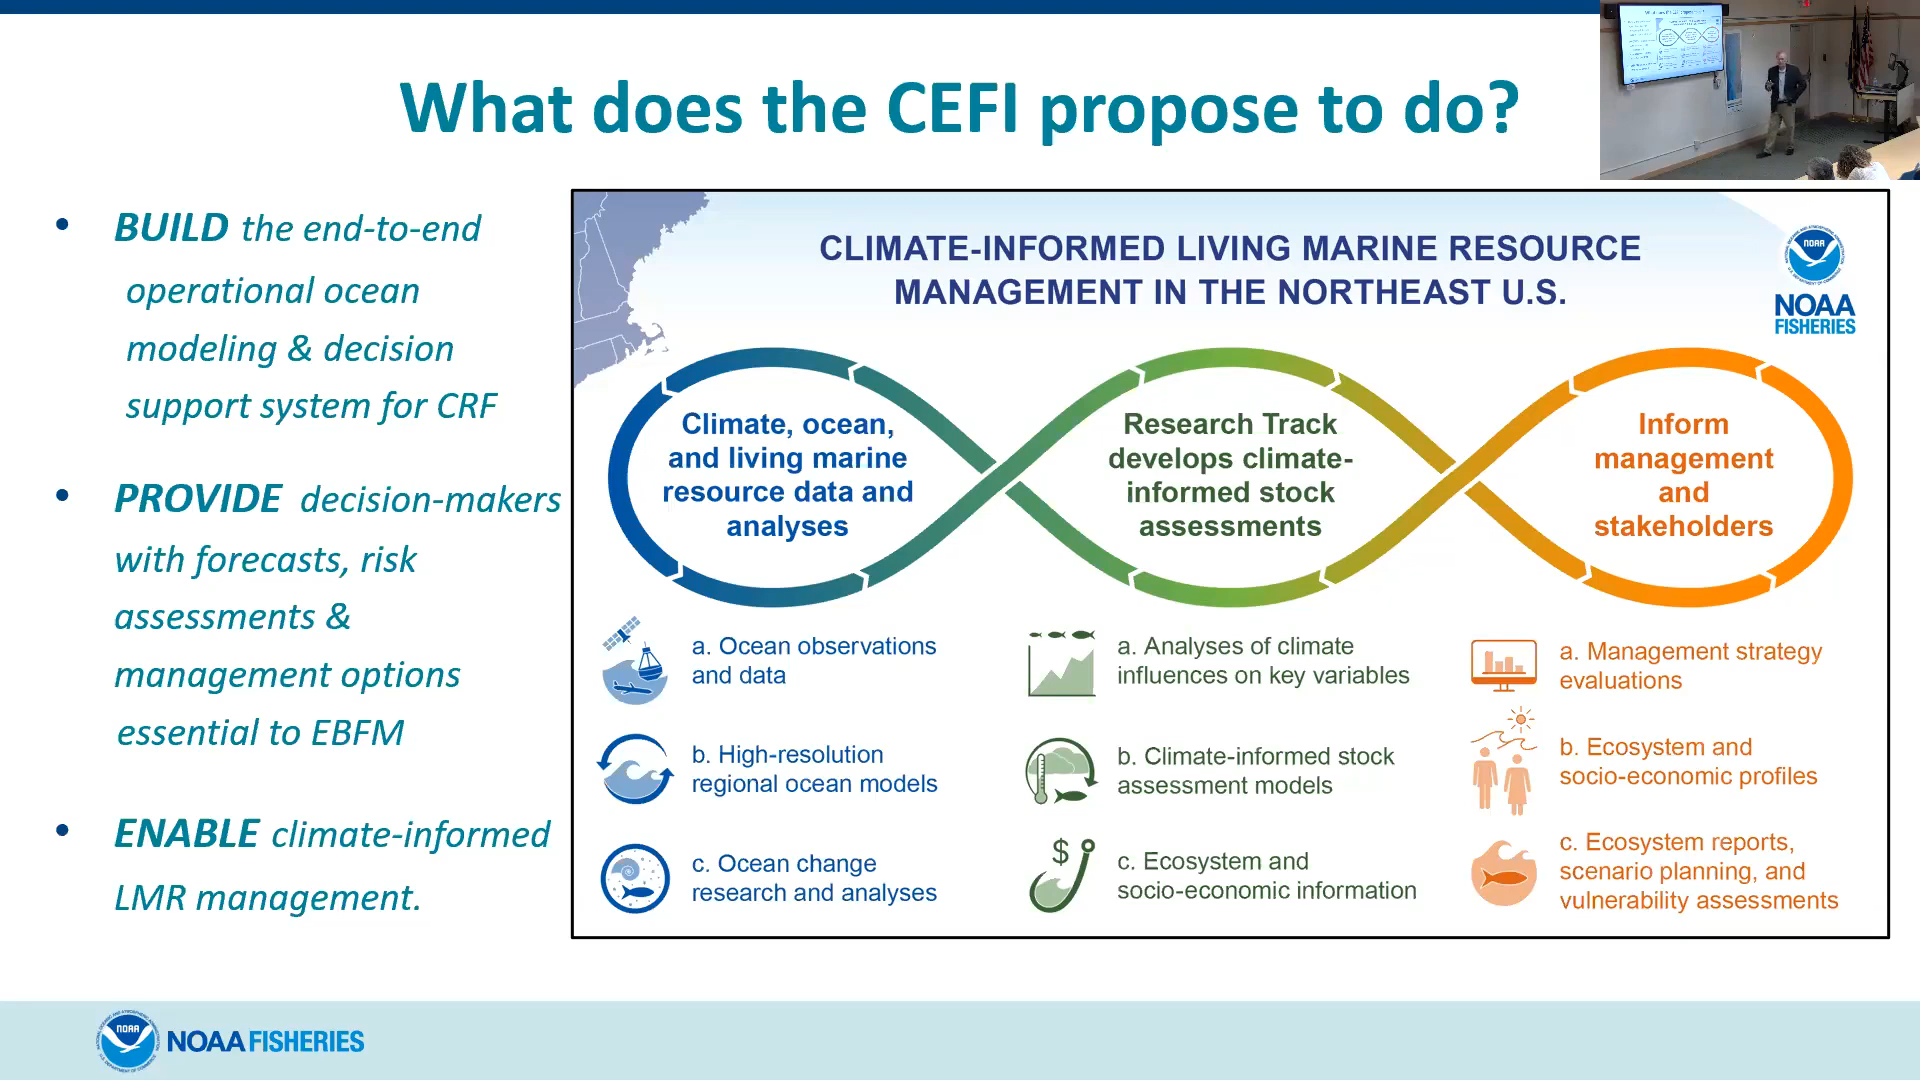 What does the CEFI propose to do?
• BUILD the end-to-end
operational ocean
modeling & decision
support system for CRF
• PROVIDE decision-makers
with forecasts, risk
assessments &
management options
essential to EBFM
• ENABLE climate-informed
LMR management.
CLIMATE-INFORMED LIVING MARINE RESOURCE
MANAGEMENT IN THE NORTHEAST U.S.
NOAA
NOAA
FISHERIES
Climate, ocean,
and living marine
resource data and
analyses
Research Track
develops climate-
informed stock
assessments
Inform
management
and
stakeholders
a. Ocean observations
and data
b. High-resolution
regional ocean models
c. Ocean change
research and analyses
a. Analyses of climate
influences on key variables
b. Climate-informed stock
assessment models
$
c. Ecosystem and
socio-economic information
a. Management strategy
evaluations
b. Ecosystem and
socio-economic profiles
c. Ecosystem reports,
scenario planning, and
vulnerability assessments
NOAA
NOAA FISHERIES